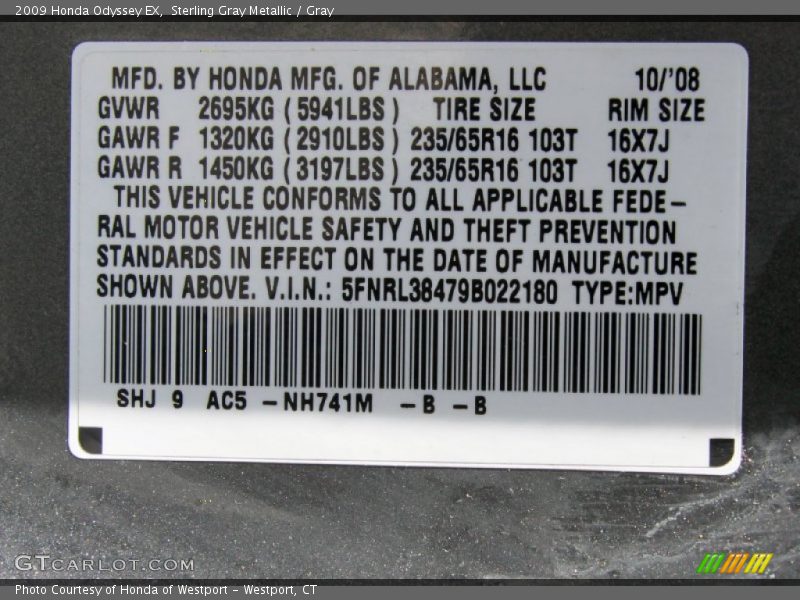 2009 Honda Odyssey EX, Sterling Gray Metallic / Gray
MFD. BY HONDA MFG. OF ALABAMA, LLC 10/'08
GVWR 2695KG (5941LBS) TIRE SIZE RIM SIZE
GAWR F 1320KG (2910LBS) 235/65R16 103T 16X7J
GAWR R 1450KG (3197LBS) 235/65R16 103T 16X7J
THIS VEHICLE CONFORMS TO ALL APPLICABLE FEDE-
RAL MOTOR VEHICLE SAFETY AND THEFT PREVENTION
STANDARDS IN EFFECT ON THE DATE OF MANUFACTURE
SHOWN ABOVE. V.I.N.: 5FNRL38479B022180 TYPE:MPV
SHJ 9 AC5 -NH741M -B -B
GTCARLOT.COM
Photo Courtesy of Honda of Westport - Westport, CT